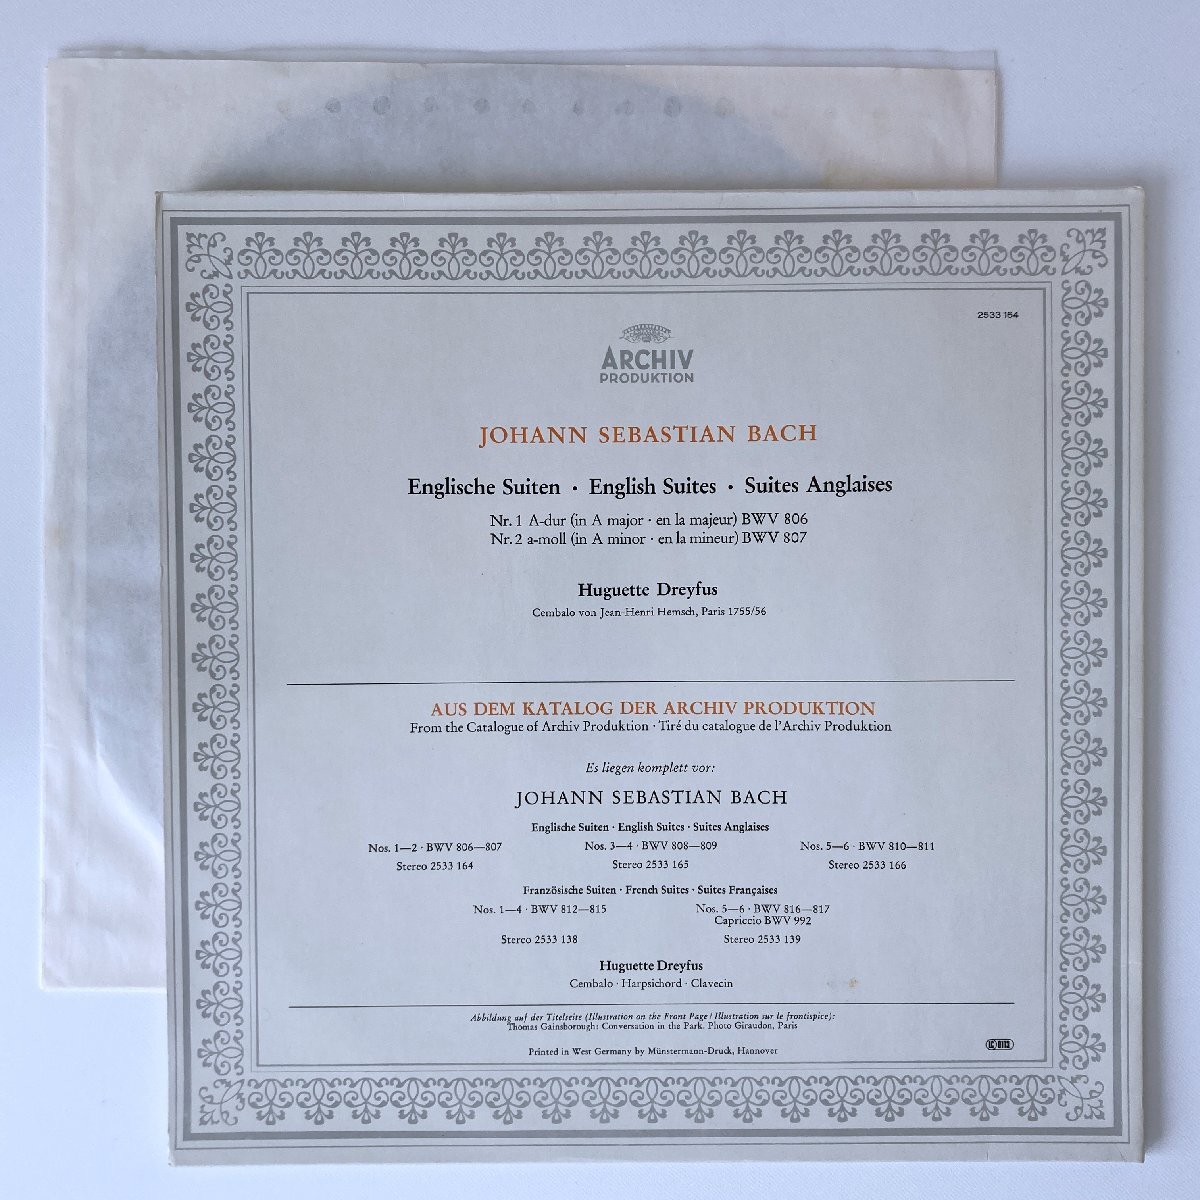 2533 164
ARCHIV
PRODUKTION
JOHANN SEBASTIAN BACH
Englische Suiten · English Suites · Suites Anglaises
Nr. 1 A-dur (in A major · en la majeur) BWV 806
Nr. 2 a-moll (in A minor · en la mineur) BWV 807
Huguette Dreyfus
Cembalo von Jean-Henri Hemsch, Paris 1755/56
AUS DEM KATALOG DER ARCHIV PRODUKTION
From the Catalogue of Archiv Produktion · Tiré du catalogue de l'Archiv Produktion
Es liegen komplett vor:
JOHANN SEBASTIAN BACH
Englische Suiten · English Suites · Suites Anglaises
Nos. 1—2 · BWV 806—807 Nos. 3—4 · BWV 808—809 Nos. 5—6 · BWV 810—811
Stereo 2533 164 Stereo 2533 165 Stereo 2533 166
Französische Suiten · French Suites · Suites Françaises
Nos. 1—4 · BWV 812—815 Nos. 5—6 · BWV 816—817
Capriccio BWV 992
Stereo 2533 138 Stereo 2533 139
Huguette Dreyfus
Cembalo · Harpsichord · Clavecin
Abbildung auf der Titelseite (Illustration on the Front Page / Illustration sur le frontispice):
Thomas Gainsborough: Conversation in the Park. Photo Giraudon, Paris
Printed in West Germany by Münstermann-Druck, Hannover
LC 0113